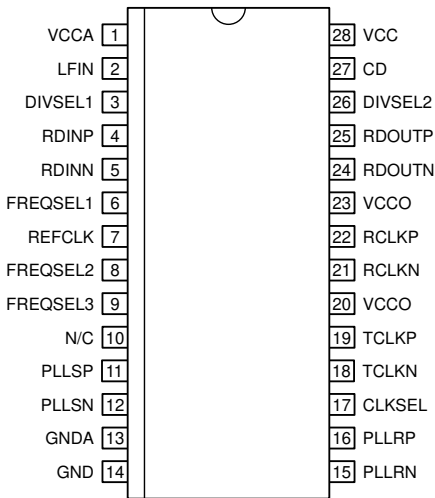 VCCA 1 28 VCC
LFIN 2 27 CD
DIVSEL1 3 26 DIVSEL2
RDINP 4 25 RDOUTP
RDINN 5 24 RDOUTN
FREQSEL1 6 23 VCCO
REFCLK 7 22 RCLKP
FREQSEL2 8 21 RCLKN
FREQSEL3 9 20 VCCO
N/C 10 19 TCLKP
PLLSP 11 18 TCLKN
PLLSN 12 17 CLKSEL
GNDA 13 16 PLLRP
GND 14 15 PLLRN